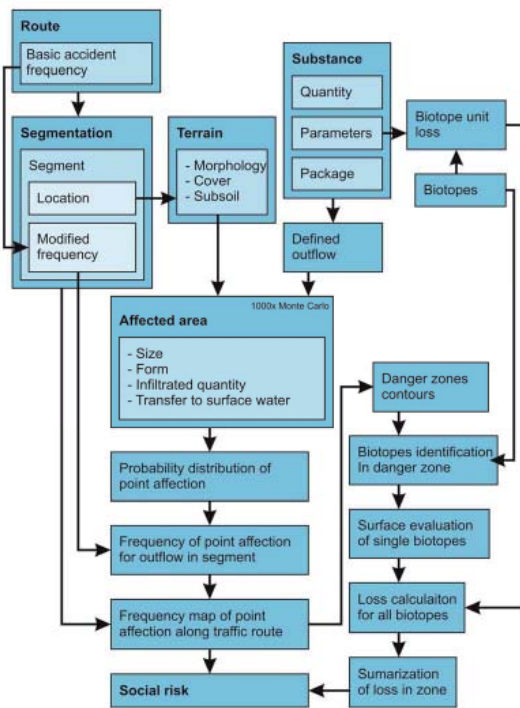 Route
Basic accident
frequency
Segmentation
Segment
Location
Modified
frequency
Terrain
- Morphology
- Cover
- Subsoil
Substance
Quantity
Parameters
Package
Biotope unit
loss
Biotopes
Defined
outflow
1000x Monte Carlo
Affected area
- Size
- Form
- Infiltrated quantity
- Transfer to surface water
Probability distribution of
point affection
Frequency of point affection
for outflow in segment
Frequency map of point
affection along traffic route
Social risk
Danger zones
contours
Biotopes identification
In danger zone
Surface evaluation
of single biotopes
Loss calculaiton
for all biotopes
Sumarization
of loss in zone